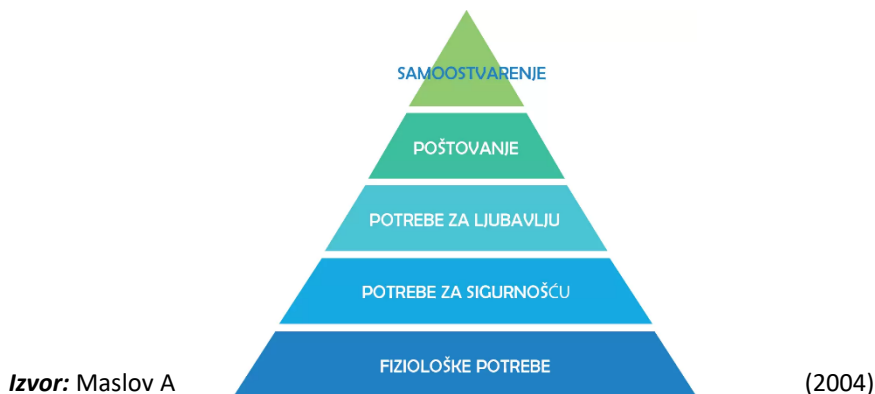 SAMOOSTVARENJE
POŠTOVANJE
POTREBE ZA LJUBAVLJU
POTREBE ZA SIGURNOŠĆU
FIZIOLOŠKE POTREBE
Izvor: Maslov A (2004)